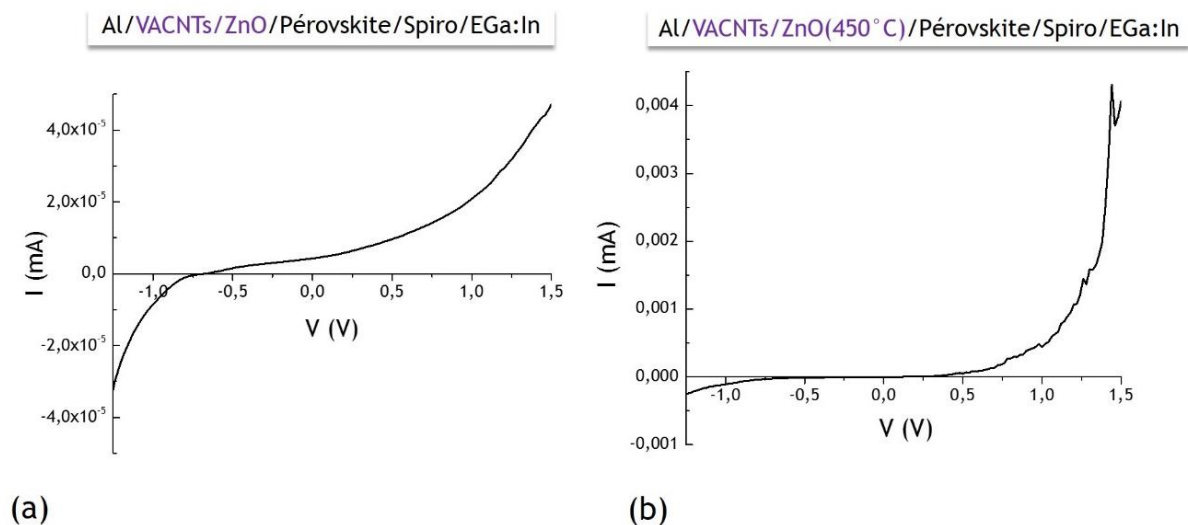 Al/VACNTs/ZnO/Pérovskite/Spiro/EGa:In
Al/VACNTs/ZnO(450°C)/Pérovskite/Spiro/EGa:In
4,0x10⁻⁵
2,0x10⁻⁵
0,0
-2,0x10⁻⁵
-4,0x10⁻⁵
I (mA)
-1,0
-0,5
0,0
0,5
1,0
1,5
V (V)
(a)
0,004
0,003
0,002
0,001
0,000
-0,001
I (mA)
-1,0
-0,5
0,0
0,5
1,0
1,5
V (V)
(b)